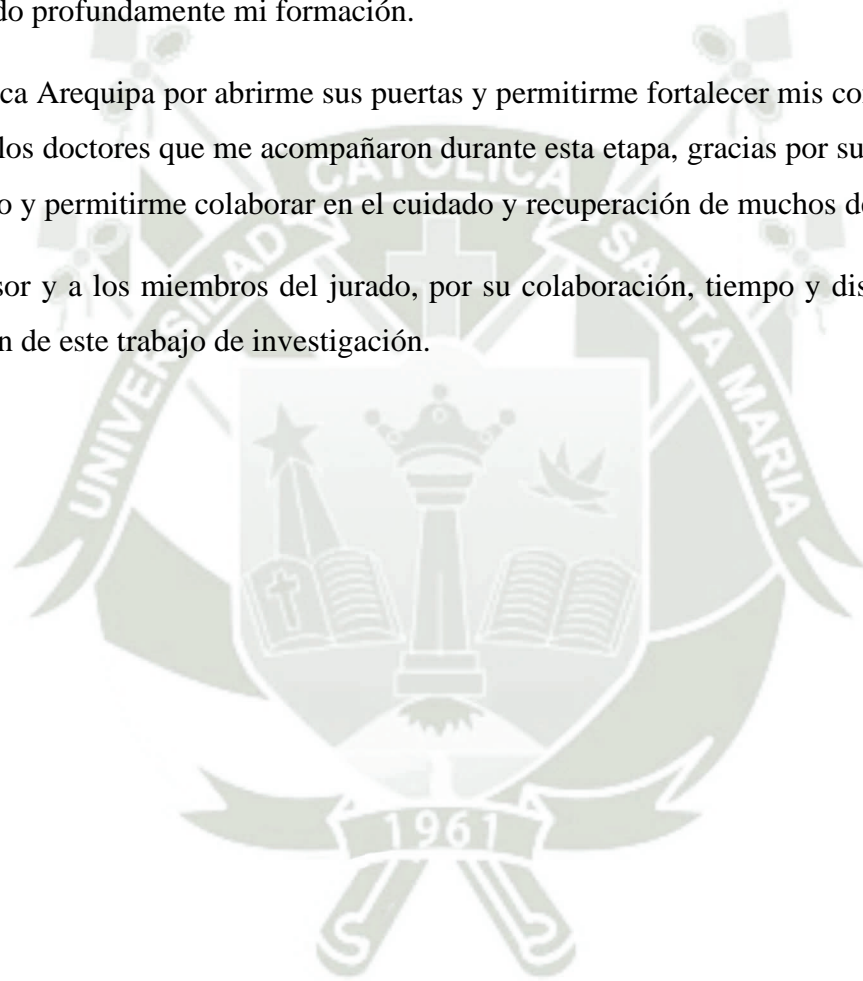 do profundamente mi formación.
ca Arequipa por abrirme sus puertas y permitirme fortalecer mis co
los doctores que me acompañaron durante esta etapa, gracias por su
o y permitirme colaborar en el cuidado y recuperación de muchos d
sor y a los miembros del jurado, por su colaboración, tiempo y dis
n de este trabajo de investigación.
UNIVERSIDAD CATOLICA SANTA MARIA
1961